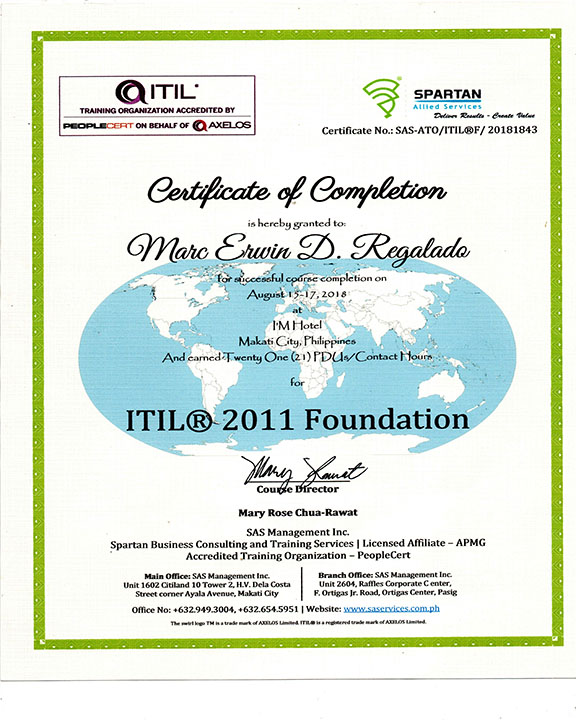 ITIL®
TRAINING ORGANIZATION ACCREDITED BY
PEOPLECERT ON BEHALF OF AXELOS
SPARTAN
Allied Services
Deliver Results - Create Value
Certificate No.: SAS-ATO/ITIL®F/ 20181843
Certificate of Completion
is hereby granted to:
Marc Erwin D. Regalado
for successful course completion on
August 15-17, 2018
at
I'M Hotel
Makati City, Philippines
And earned Twenty One (21) PDUs/Contact Hours
for
ITIL® 2011 Foundation
Course Director
Mary Rose Chua-Rawat
SAS Management Inc.
Spartan Business Consulting and Training Services | Licensed Affiliate – APMG
Accredited Training Organization – PeopleCert
Main Office: SAS Management Inc.
Unit 1602 Citiland 10 Tower 2, H.V. Dela Costa
Street corner Ayala Avenue, Makati City
Branch Office: SAS Management Inc.
Unit 2604, Raffles Corporate C enter,
F. Ortigas Jr. Road, Ortigas Center, Pasig
Office No: +632.949.3004, +632.654.5951 | Website: www.saservices.com.ph
The swirl logo TM is a trade mark of AXELOS Limited. ITIL® is a registered trade mark of AXELOS Limited.